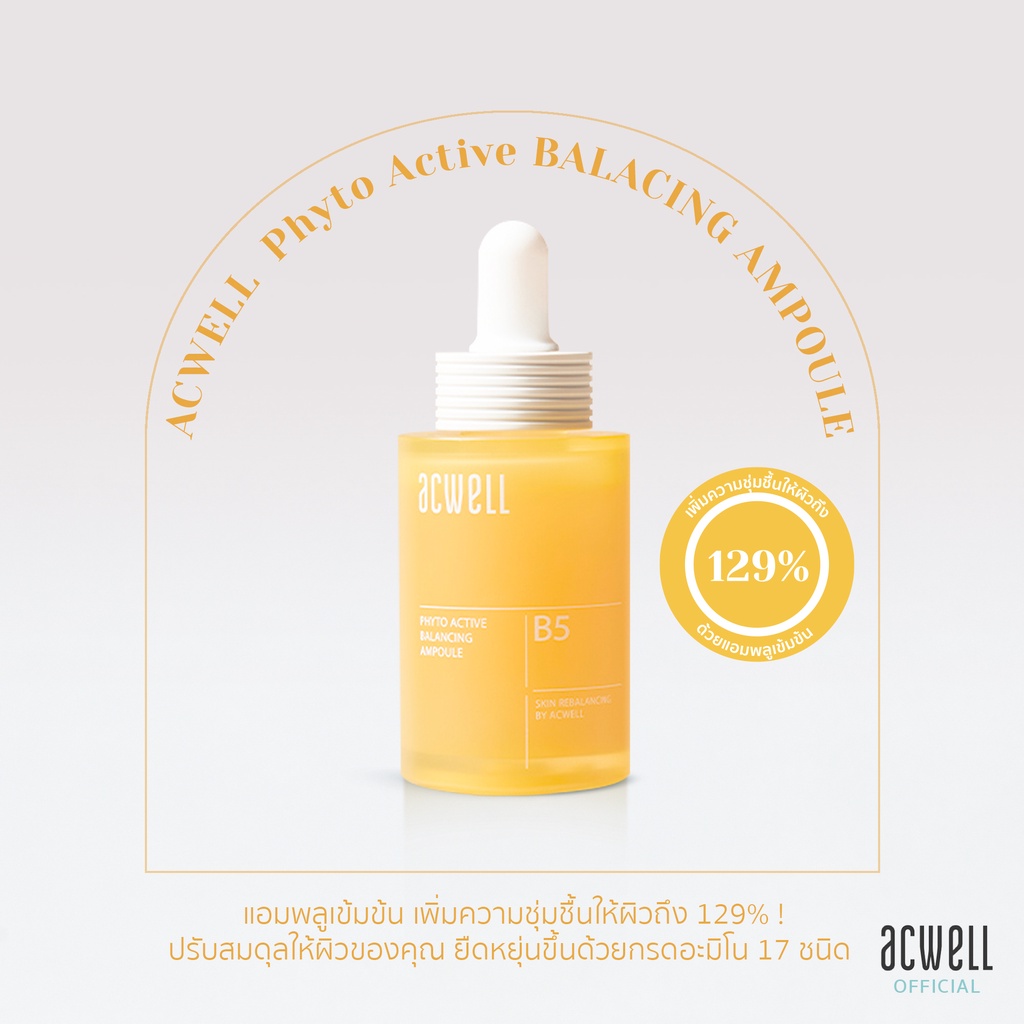 ACWELL Phyto Active BALACING AMPOULE
acwell
PHYTO ACTIVE
BALANCING
AMPOULE
B5
SKIN REBALANCING
BY ACWELL
เพิ่มความชุ่มชื้นให้ผิวถึง
129%
ด้วยแอมพลูเข้มข้น
แอมพลูเข้มข้น เพิ่มความชุ่มชื้นให้ผิวถึง 129% !
ปรับสมดุลให้ผิวของคุณ ยืดหยุ่นขึ้นด้วยกรดอะมิโน 17 ชนิด
acwell
OFFICIAL